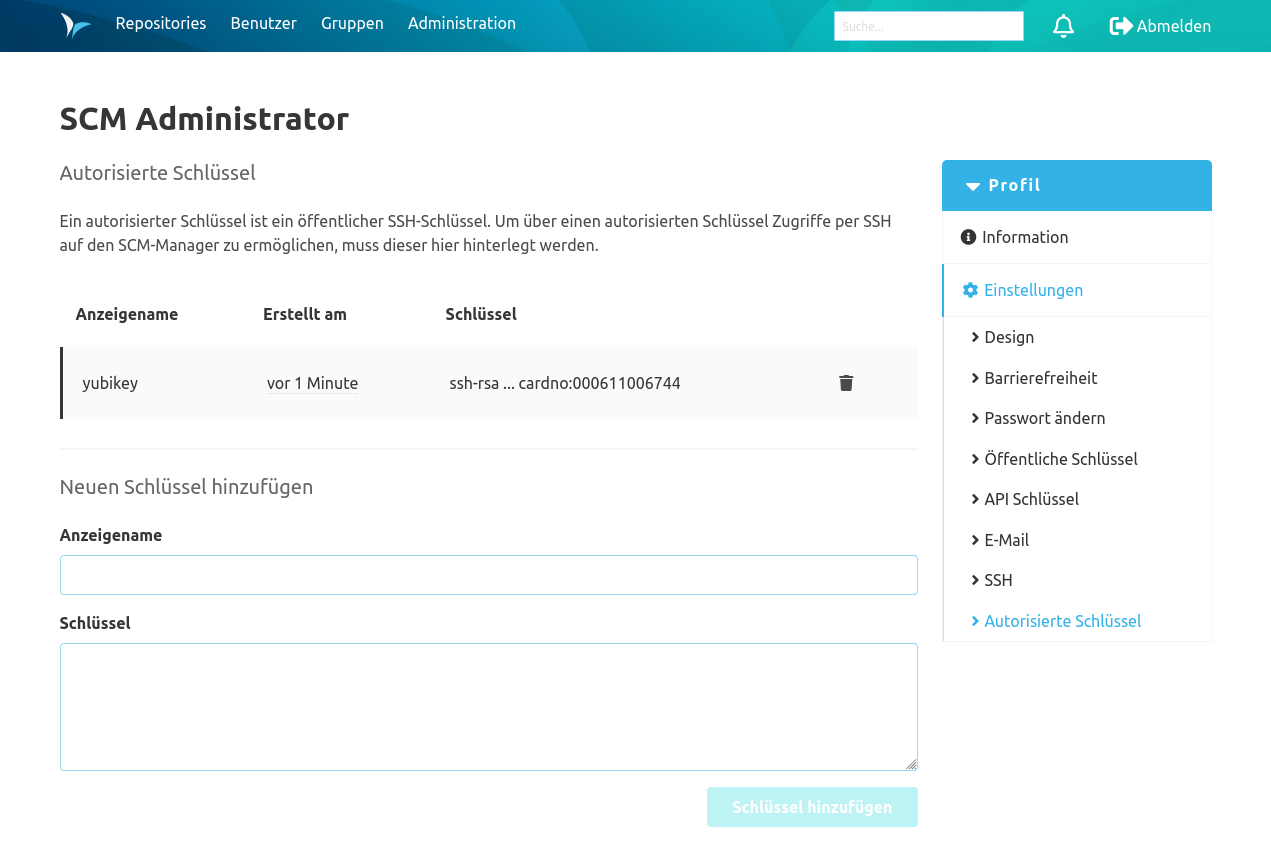 Repositories Benutzer Gruppen Administration Suche... Abmelden
SCM Administrator
Autorisierte Schlüssel
Ein autorisierter Schlüssel ist ein öffentlicher SSH-Schlüssel. Um über einen autorisierten Schlüssel Zugriffe per SSH
auf den SCM-Manager zu ermöglichen, muss dieser hier hinterlegt werden.
Anzeigename Erstellt am Schlüssel
yubikey vor 1 Minute ssh-rsa ... cardno:000611006744
Neuen Schlüssel hinzufügen
Anzeigename
Schlüssel
Schlüssel hinzufügen
Profil
Information
Einstellungen
Design
Barrierefreiheit
Passwort ändern
Öffentliche Schlüssel
API Schlüssel
E-Mail
SSH
Autorisierte Schlüssel